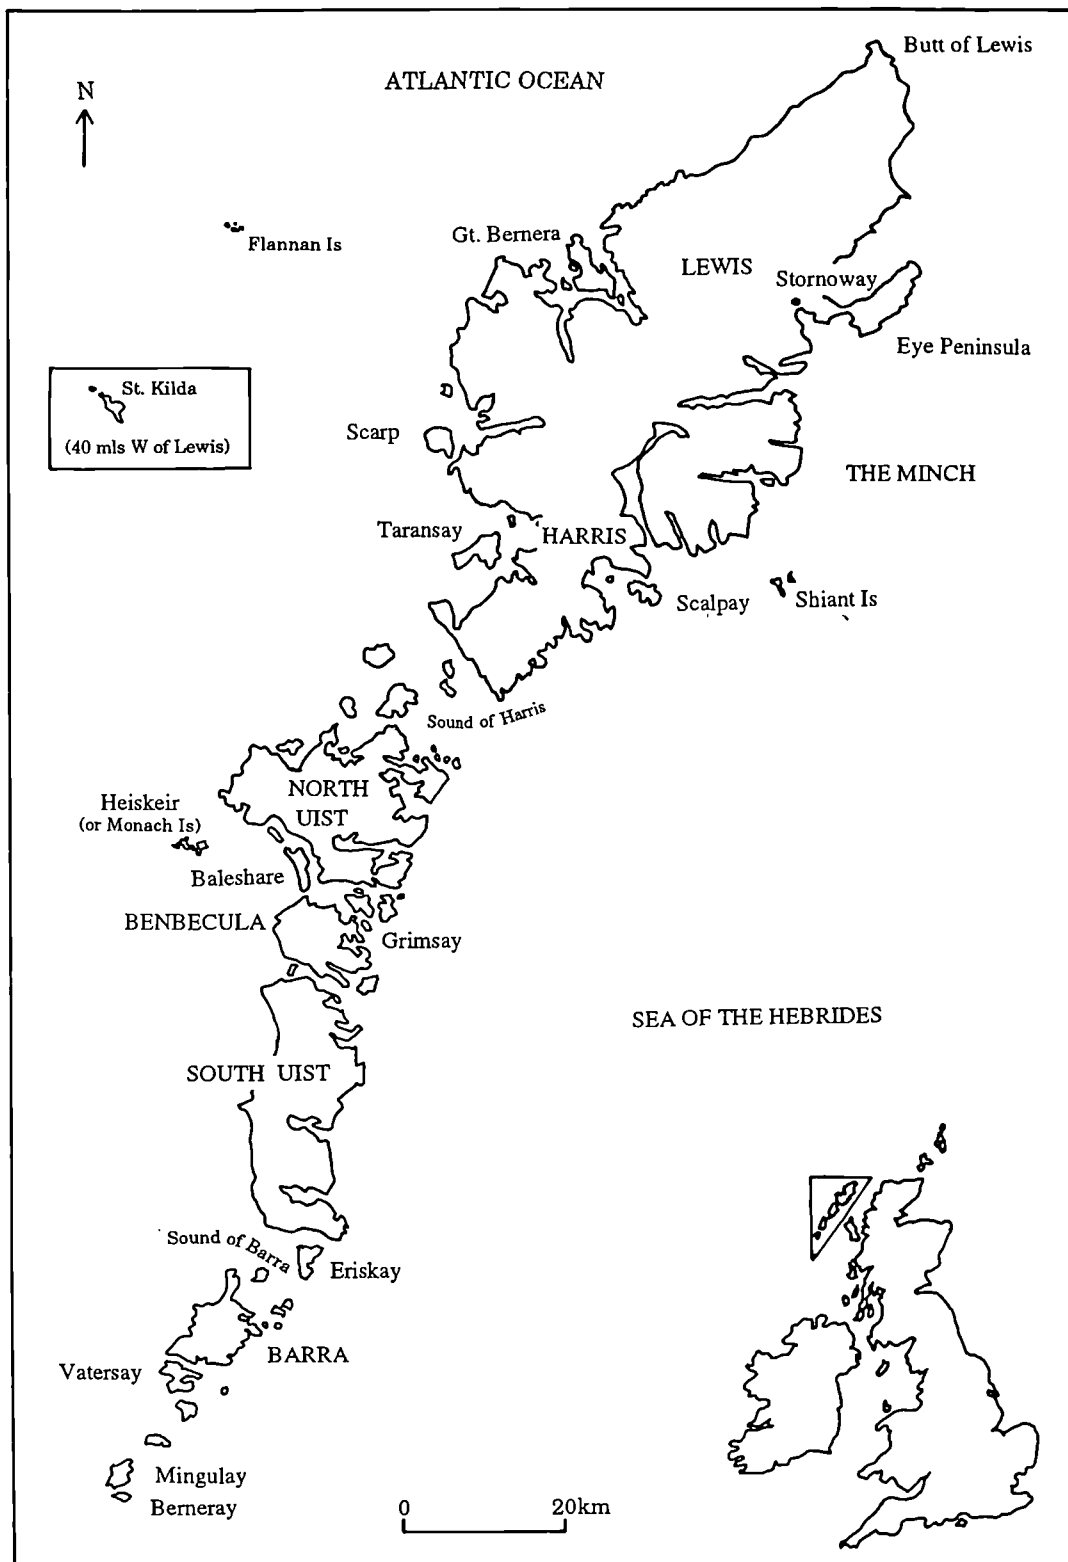 Butt of Lewis
ATLANTIC OCEAN
N
Flannan Is
Gt. Bernera
LEWIS
Stornoway
Eye Peninsula
St. Kilda
(40 mls W of Lewis)
Scarp
THE MINCH
Taransay
HARRIS
Scalpay
Shiant Is
Sound of Harris
NORTH
UIST
Heiskeir
(or Monach Is)
Baleshare
BENBECULA
Grimsay
SEA OF THE HEBRIDES
SOUTH UIST
Sound of Barra
Eriskay
BARRA
Vatersay
Mingulay
Berneray
0 20km